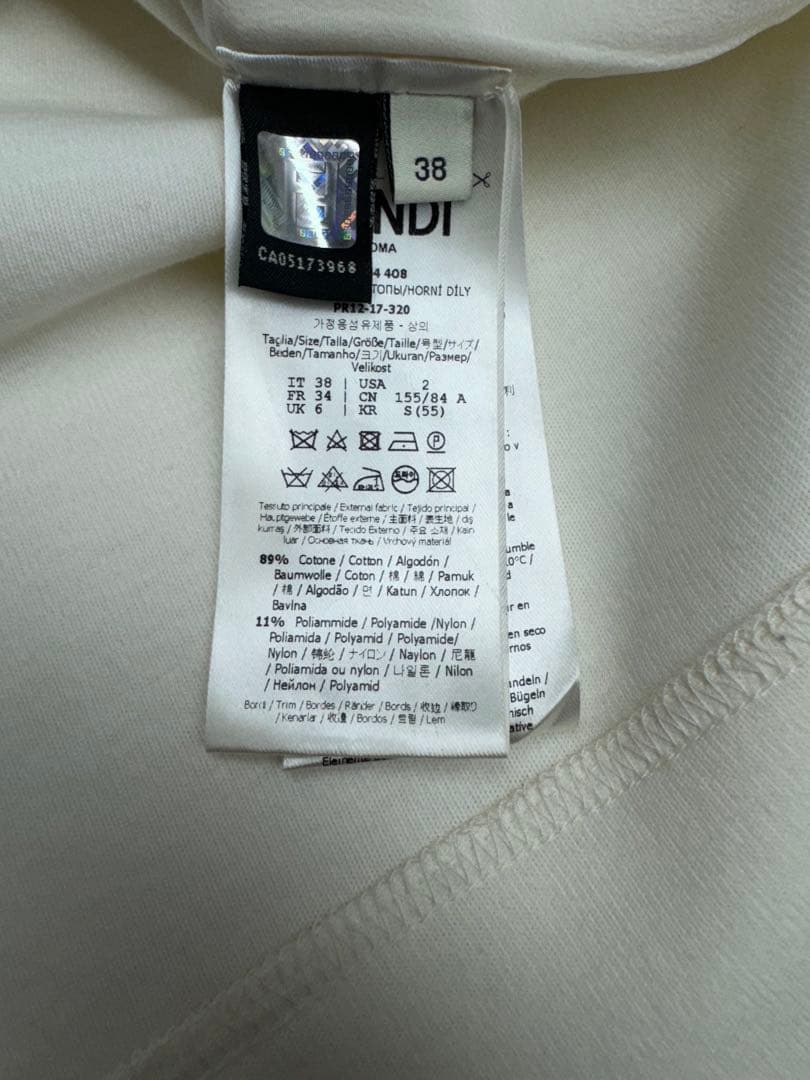 38
CA05173968
NDI
OMA
4 408
ТОПЫ/HORNÍ DÍLY
PR12-17-320
가정용섬유제품 - 상의
Taglia/Size/Talla/Größe/Taille/号型/サイズ/
Beden/Tamanho/크기/Ukuran/Размер/
Velikost
IT 38 | USA 2
FR 34 | CN 155/84 A
UK 6 | KR S(55)
드라이
Tessuto principale / External fabric / Tejido principal /
Hauptgewebe / Étoffe externe / 主面料 / 表生地 / dış
kumaş / 外部面料 / Tecido Externo / 주요 소재 / Kain
luar / Основная ткань / Vrchový materiál
89% Cotone / Cotton / Algodón /
Baumwolle / Coton / 棉 / 綿 / Pamuk
/ 棉 / Algodão / 면 / Katun / Хлопок /
Bavlna
11% Poliammide / Polyamide /Nylon /
Poliamida / Polyamid / Polyamide/
Nylon / 锦纶 / ナイロン / Naylon / 尼龍
/ Poliamida ou nylon / 나일론 / Nilon
/ Нейлон / Polyamid
Bordi / Trim / Bordes / Ränder / Bords / 收边 / 縁取り
/ Kenarlar / 收邊 / Bordos / 트림 / Lem
umble
.0°C /
d
ır en
en seco
rnos
ındeln /
Bügeln
nisch
ative